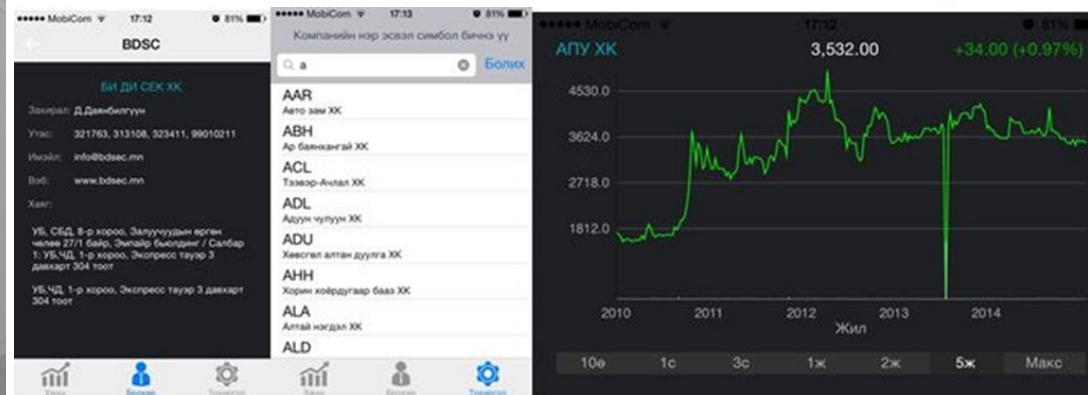 MobiCom 17:12 81%
BDSC
БИ ДИ СЕК ХК
Захирал: Д.Даянбилгүүн
Утас: 321763, 313108, 323411, 99010211
Имэйл: info@bdsec.mn
Вэб: www.bdsec.mn
Хаяг:
УБ, СБД, 8-р хороо, Залуучуудын өргөн
чөлөө 27/1 байр, Эмпайр бьюлдинг / Салбар
1: УБ,ЧД, 1-р хороо, Экспресс тауэр 3
давхарт 304 тоот
УБ,ЧД, 1-р хороо, Экспресс тауэр 3 давхарт
304 тоот
MobiCom 17:13 81%
Компанийн нэр эсвэл симбол бичнэ үү
а Болих
AAR
Авто зам ХК
ABH
Ар баянхангай ХК
ACL
Тээвэр-Ачлал ХК
ADL
Адуун чулуун ХК
ADU
Хөвсгөл алтан дуулга ХК
AHH
Хорин хоёрдугаар бааз ХК
ALA
Алтай нэгдэл ХК
ALD
MobiCom 17:12 81%
АПУ ХК 3,532.00 +34.00 (+0.97%)
4530.0
3624.0
2718.0
1812.0
2010 2011 2012 2013 2014
Жил
10ө 1с 3с 1ж 2ж 5ж Макс